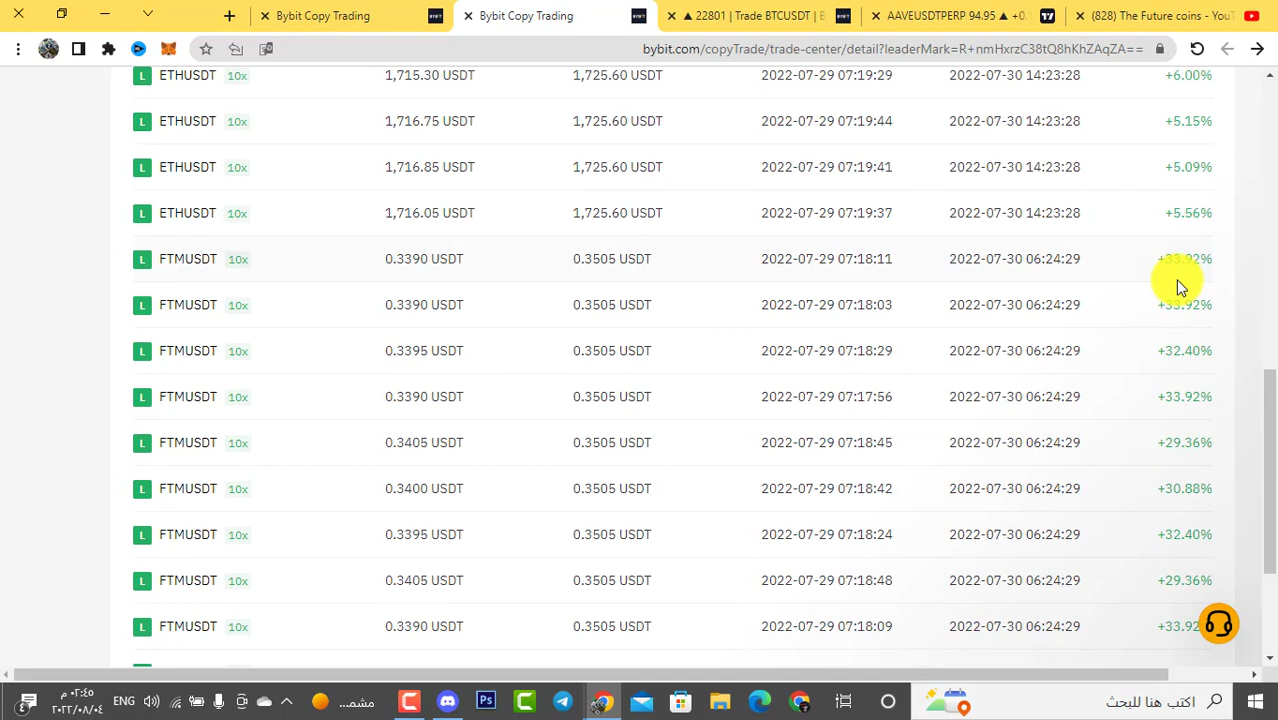 Bybit Copy Trading
Bybit Copy Trading
▲ 22801 | Trade BTCUSDT | B
AAVEUSDTPERP 94.95 ▲ +0.
(828) The Future coins - YouT
bybit.com/copyTrade/trade-center/detail?leaderMark=R+nmHxrzC38tQ8hKhZAqZA==
L ETHUSDT 10x 1,715.30 USDT 1,725.60 USDT 2022-07-29 07:19:29 2022-07-30 14:23:28 +6.00%
L ETHUSDT 10x 1,716.75 USDT 1,725.60 USDT 2022-07-29 07:19:44 2022-07-30 14:23:28 +5.15%
L ETHUSDT 10x 1,716.85 USDT 1,725.60 USDT 2022-07-29 07:19:41 2022-07-30 14:23:28 +5.09%
L ETHUSDT 10x 1,716.05 USDT 1,725.60 USDT 2022-07-29 07:19:37 2022-07-30 14:23:28 +5.56%
L FTMUSDT 10x 0.3390 USDT 0.3505 USDT 2022-07-29 07:18:11 2022-07-30 06:24:29 +33.92%
L FTMUSDT 10x 0.3390 USDT 0.3505 USDT 2022-07-29 07:18:03 2022-07-30 06:24:29 +33.92%
L FTMUSDT 10x 0.3395 USDT 0.3505 USDT 2022-07-29 07:18:29 2022-07-30 06:24:29 +32.40%
L FTMUSDT 10x 0.3390 USDT 0.3505 USDT 2022-07-29 07:17:56 2022-07-30 06:24:29 +33.92%
L FTMUSDT 10x 0.3405 USDT 0.3505 USDT 2022-07-29 07:18:45 2022-07-30 06:24:29 +29.36%
L FTMUSDT 10x 0.3400 USDT 0.3505 USDT 2022-07-29 07:18:42 2022-07-30 06:24:29 +30.88%
L FTMUSDT 10x 0.3395 USDT 0.3505 USDT 2022-07-29 07:18:24 2022-07-30 06:24:29 +32.40%
L FTMUSDT 10x 0.3405 USDT 0.3505 USDT 2022-07-29 07:18:48 2022-07-30 06:24:29 +29.36%
L FTMUSDT 10x 0.3390 USDT 0.3505 USDT 2022-07-29 07:18:09 2022-07-30 06:24:29 +33.92
اكتب هنا للبحث
مشمـ...
ENG
٠٢:٤٥ م
٢٠٢٢/٠٨/٠٤